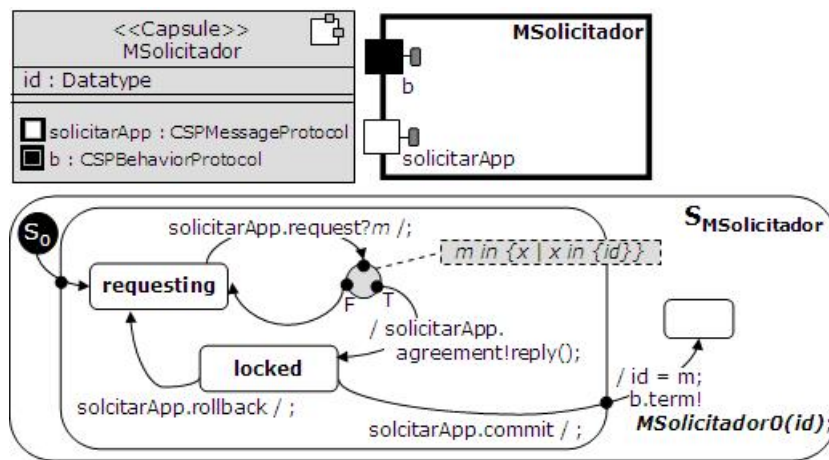 <<Capsule>>
MSolicitador
id : Datatype
solicitarApp : CSPMessageProtocol
b : CSPBehaviorProtocol
MSolicitador
b
solicitarApp
S₀
S MSolicitador
solicitarApp.request?m /;
m in {x | x in {id}}
requesting
F
T
/ solicitarApp.
agreement!reply();
locked
solcitarApp.rollback / ;
solcitarApp.commit / ;
/ id = m;
b.term!
MSolicitador0(id);